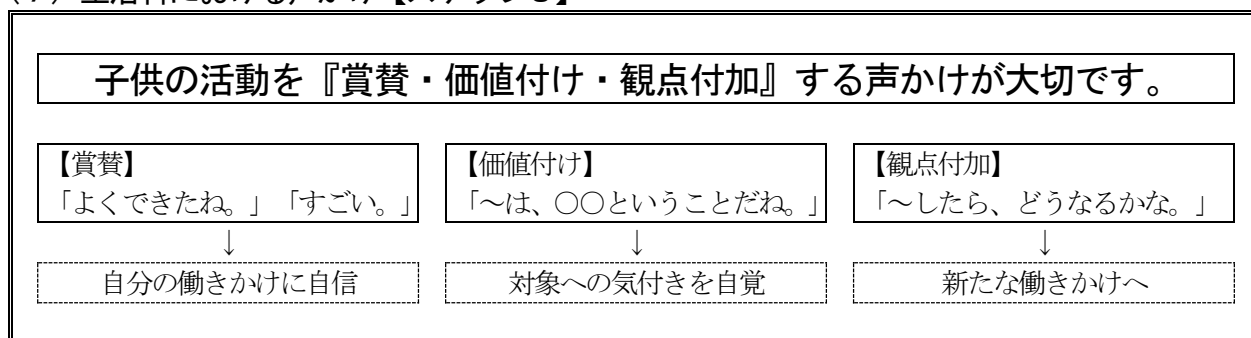 子供の活動を『賞賛・価値付け・観点付加』する声かけが大切です。
【賞賛】
「よくできたね。」「すごい。」
↓
自分の働きかけに自信
【価値付け】
「～は、○○ということだね。」
↓
対象への気付きを自覚
【観点付加】
「～したら、どうなるかな。」
↓
新たな働きかけへ